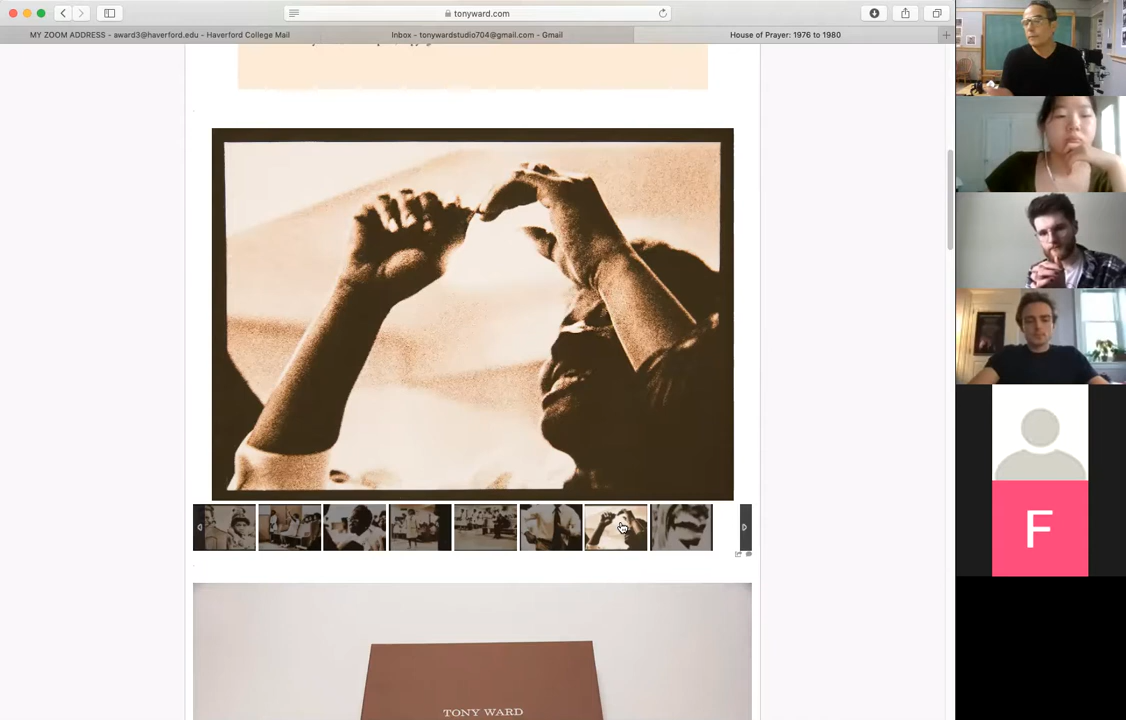 tonyward.com
MY ZOOM ADDRESS - award3@haverford.edu - Haverford College Mail
Inbox - tonywardstudio704@gmail.com - Gmail
House of Prayer: 1976 to 1980
TONY WARD
F